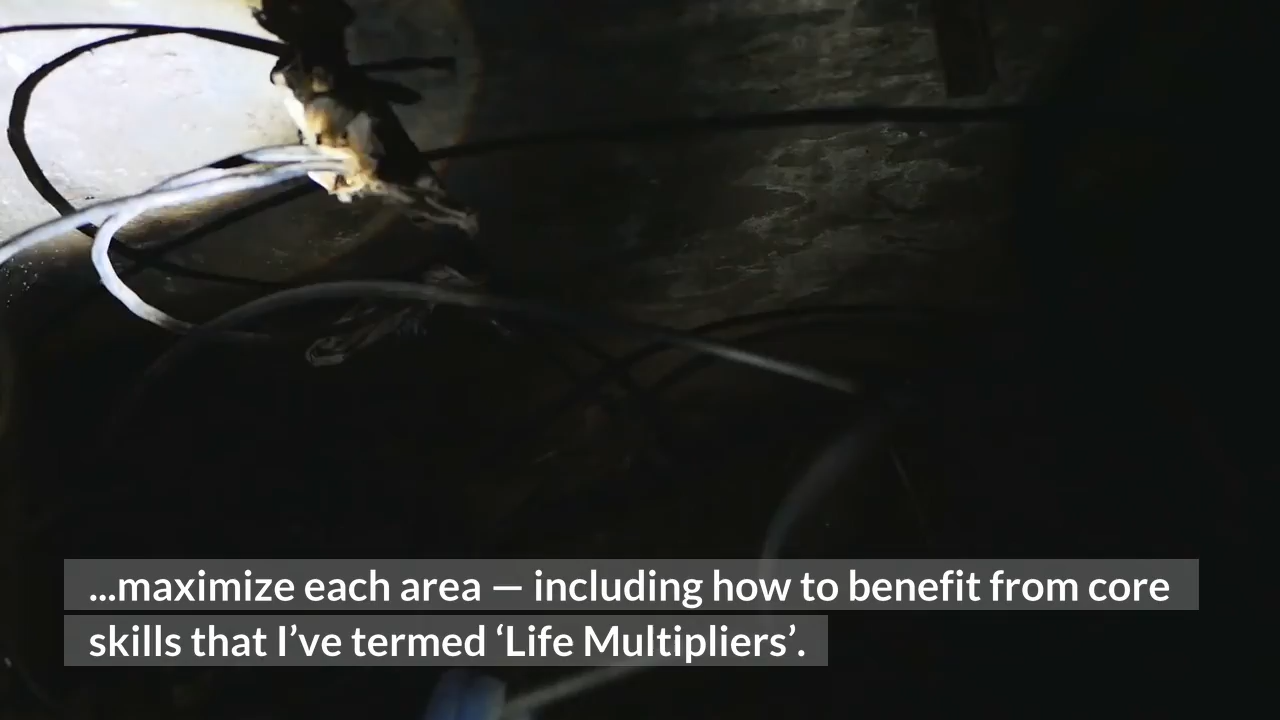 …maximize each area — including how to benefit from core
skills that I’ve termed ‘Life Multipliers’.